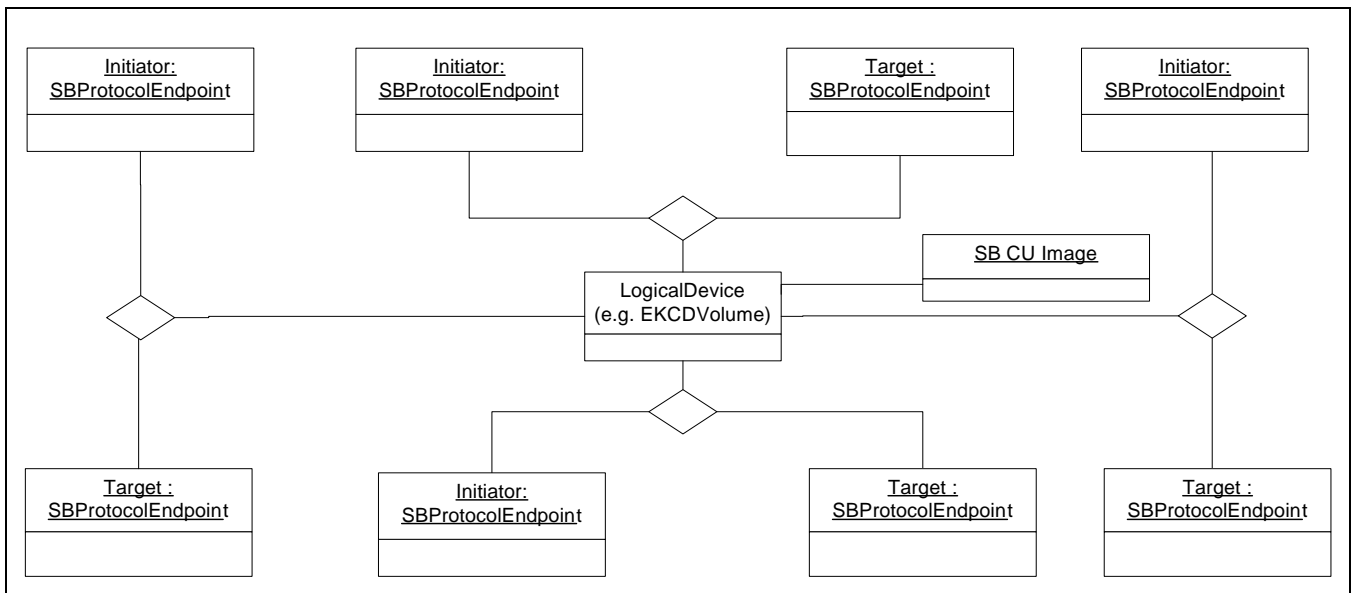 Initiator:
SBProtocolEndpoint
Initiator:
SBProtocolEndpoint
Target :
SBProtocolEndpoint
Initiator:
SBProtocolEndpoint
SB CU Image
LogicalDevice
(e.g. EKCDVolume)
Target :
SBProtocolEndpoint
Initiator:
SBProtocolEndpoint
Target :
SBProtocolEndpoint
Target :
SBProtocolEndpoint